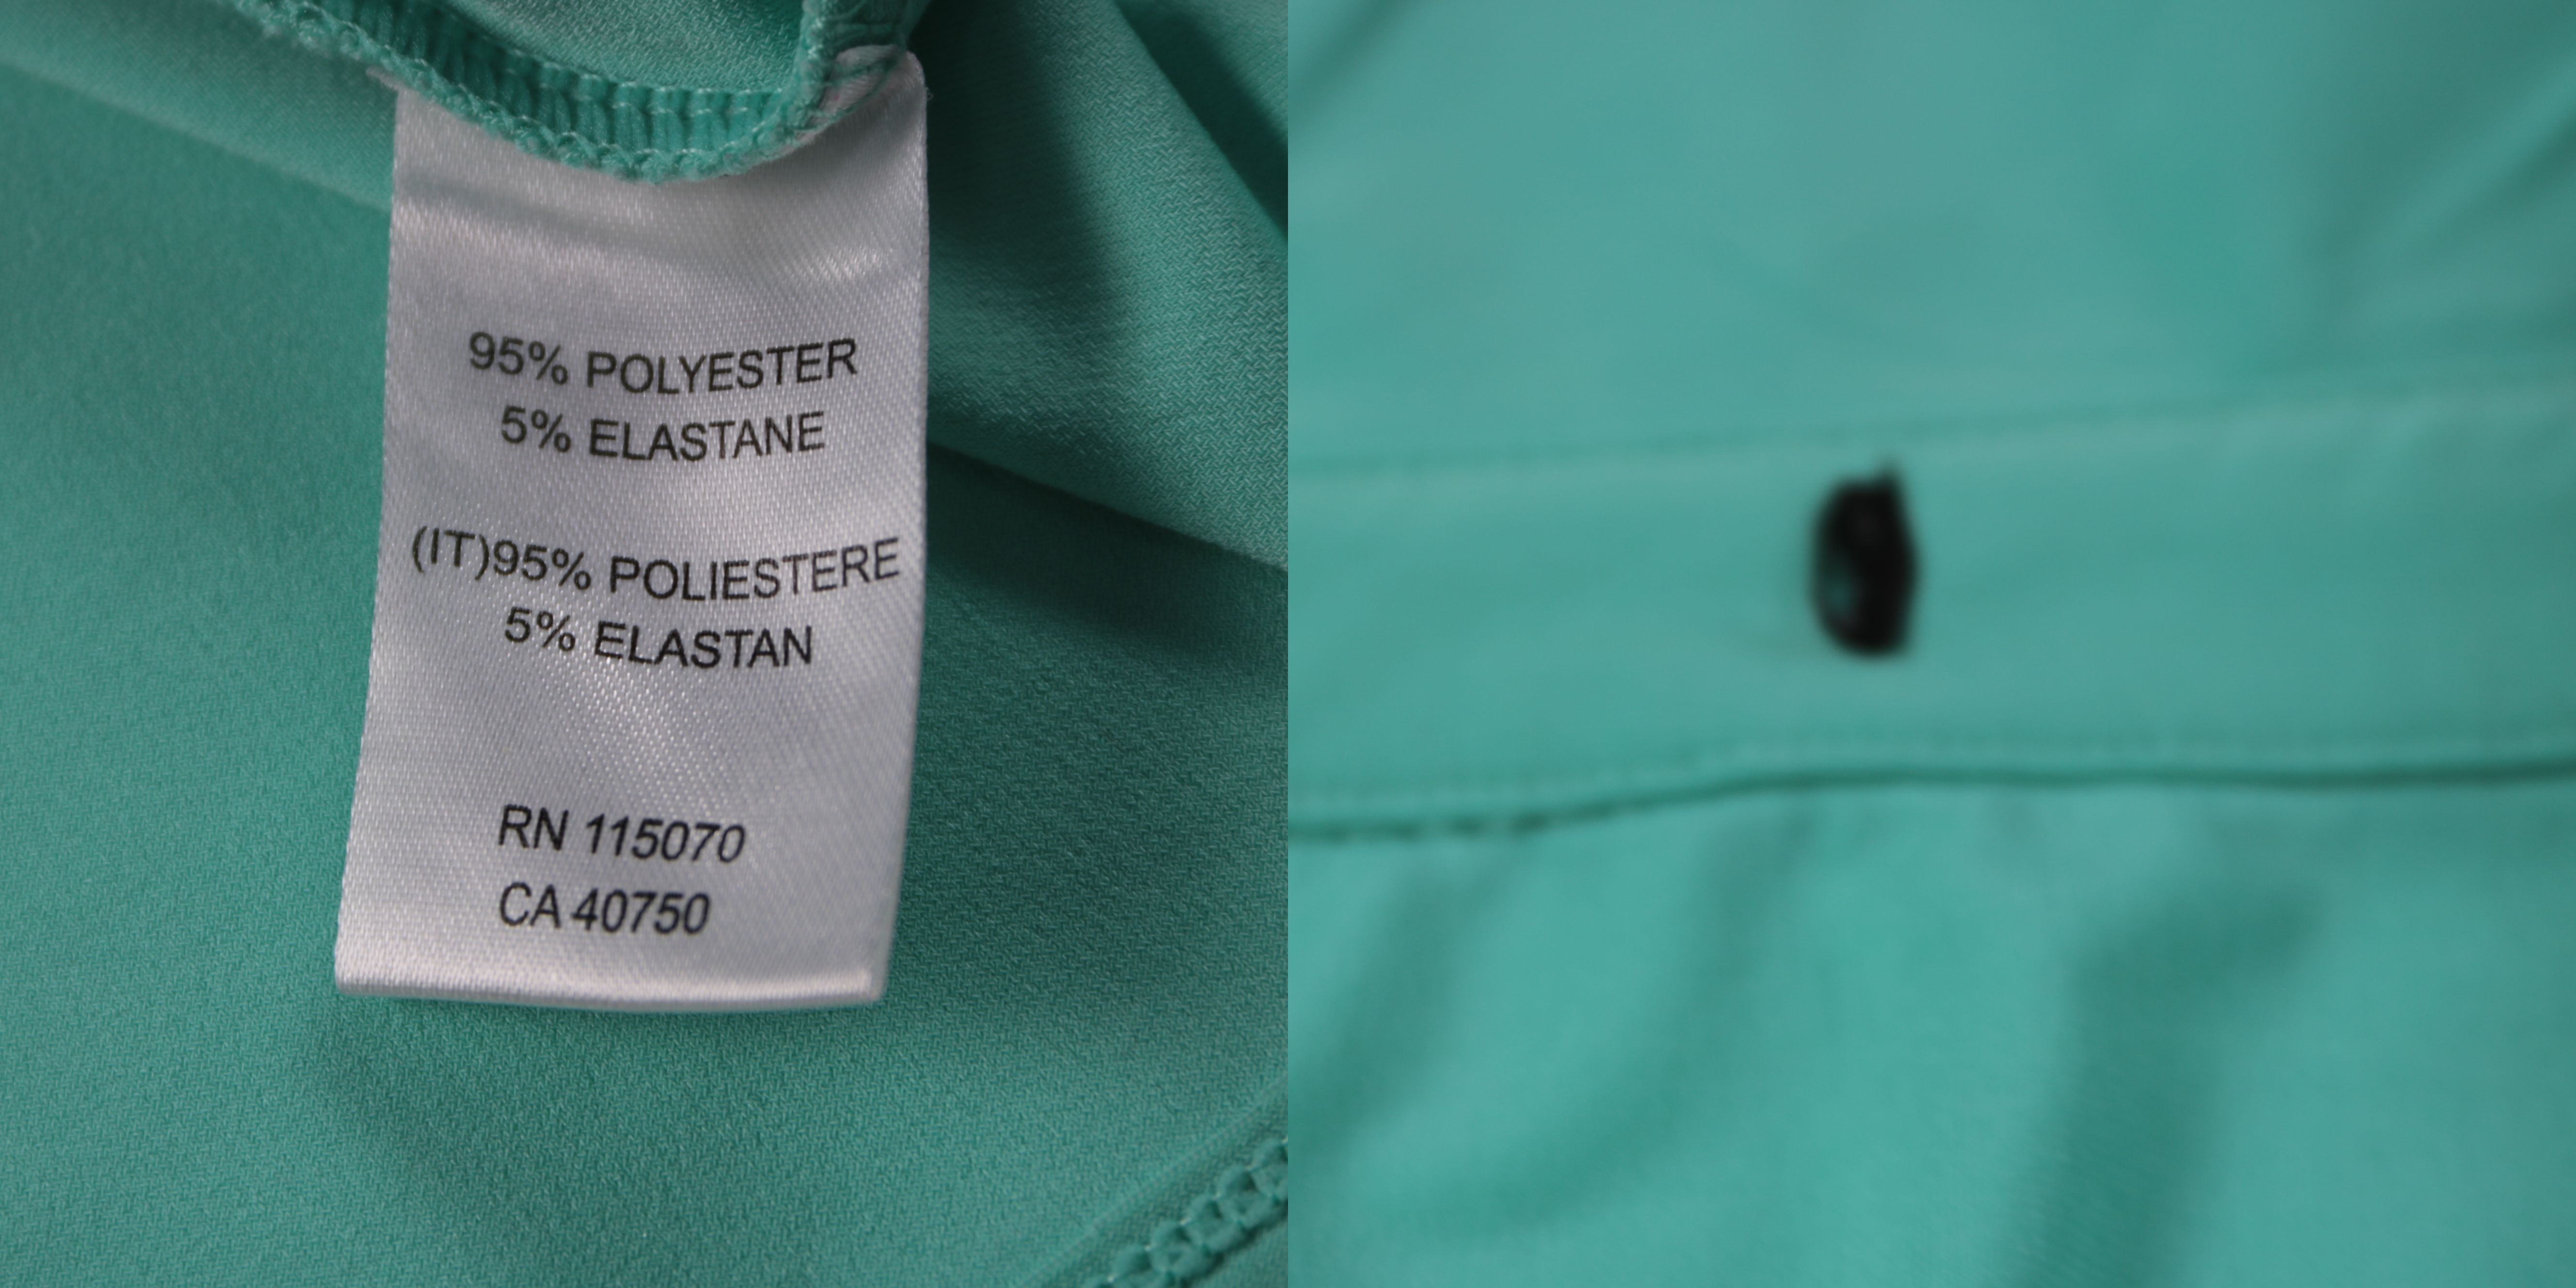 95% POLYESTER
5% ELASTANE
(IT)95% POLIESTERE
5% ELASTAN
RN 115070
CA 40750